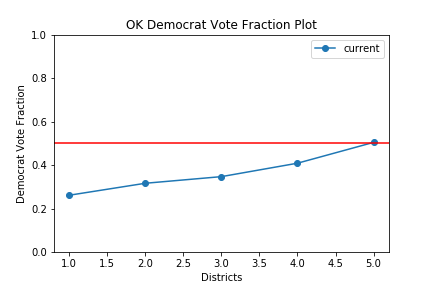 OK Democrat Vote Fraction Plot
current
Democrat Vote Fraction
1.0
0.8
0.6
0.4
0.2
0.0
1.0 1.5 2.0 2.5 3.0 3.5 4.0 4.5 5.0
Districts